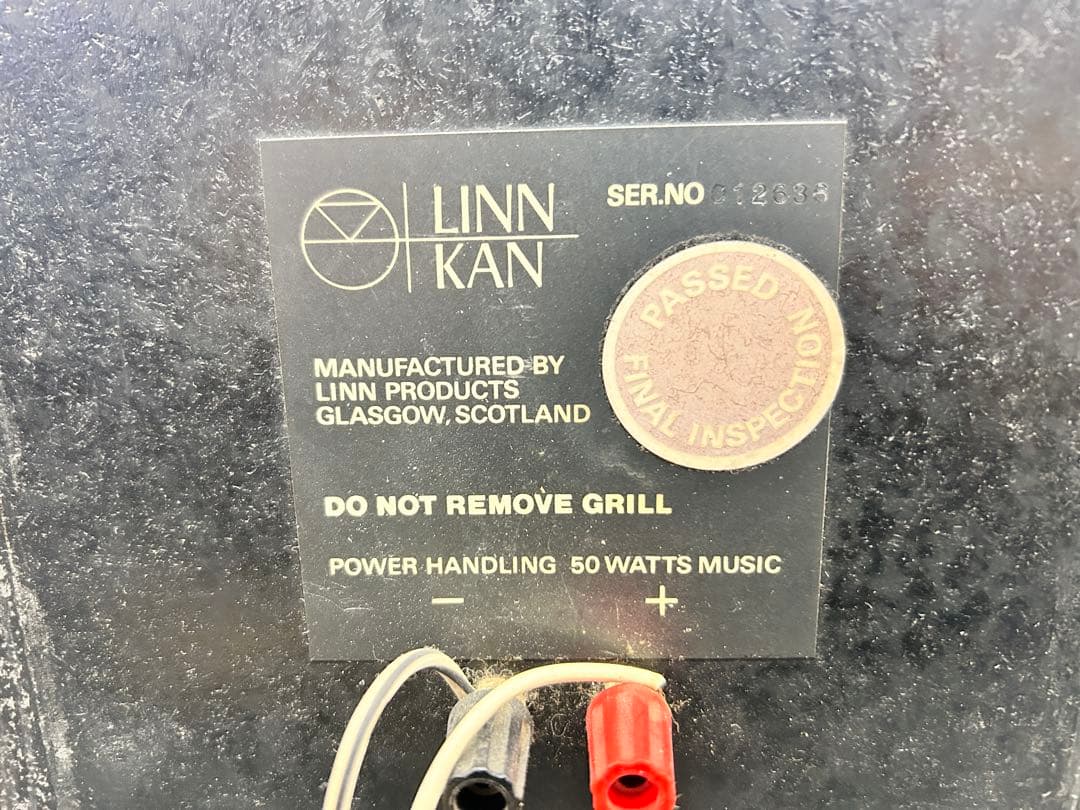 LINN
KAN
SER.NO 012636
PASSED
FINAL INSPECTION
MANUFACTURED BY
LINN PRODUCTS
GLASGOW, SCOTLAND
DO NOT REMOVE GRILL
POWER HANDLING 50 WATTS MUSIC
− +